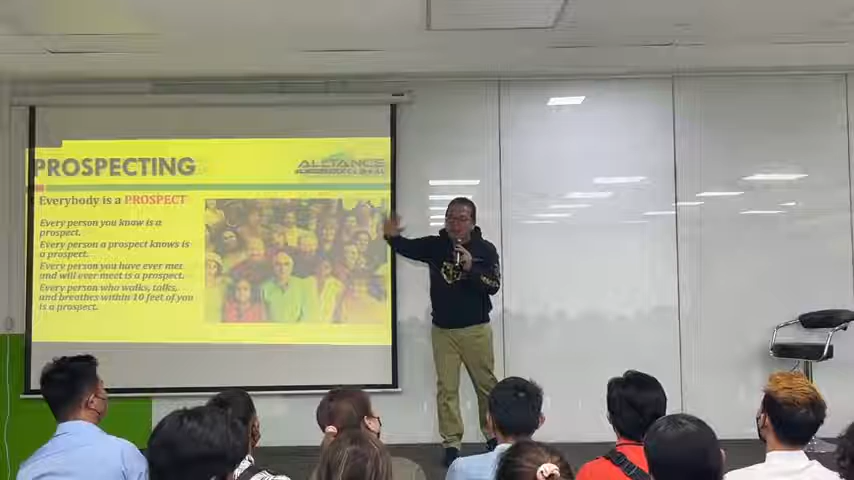 PROSPECTING
ALLIANCE
Everybody is a PROSPECT
Every person you know is a
prospect.
Every person a prospect knows is
a prospect.
Every person you have ever met
and will ever meet is a prospect.
Every person who walks, talks,
and breathes within 10 feet of you
is a prospect.